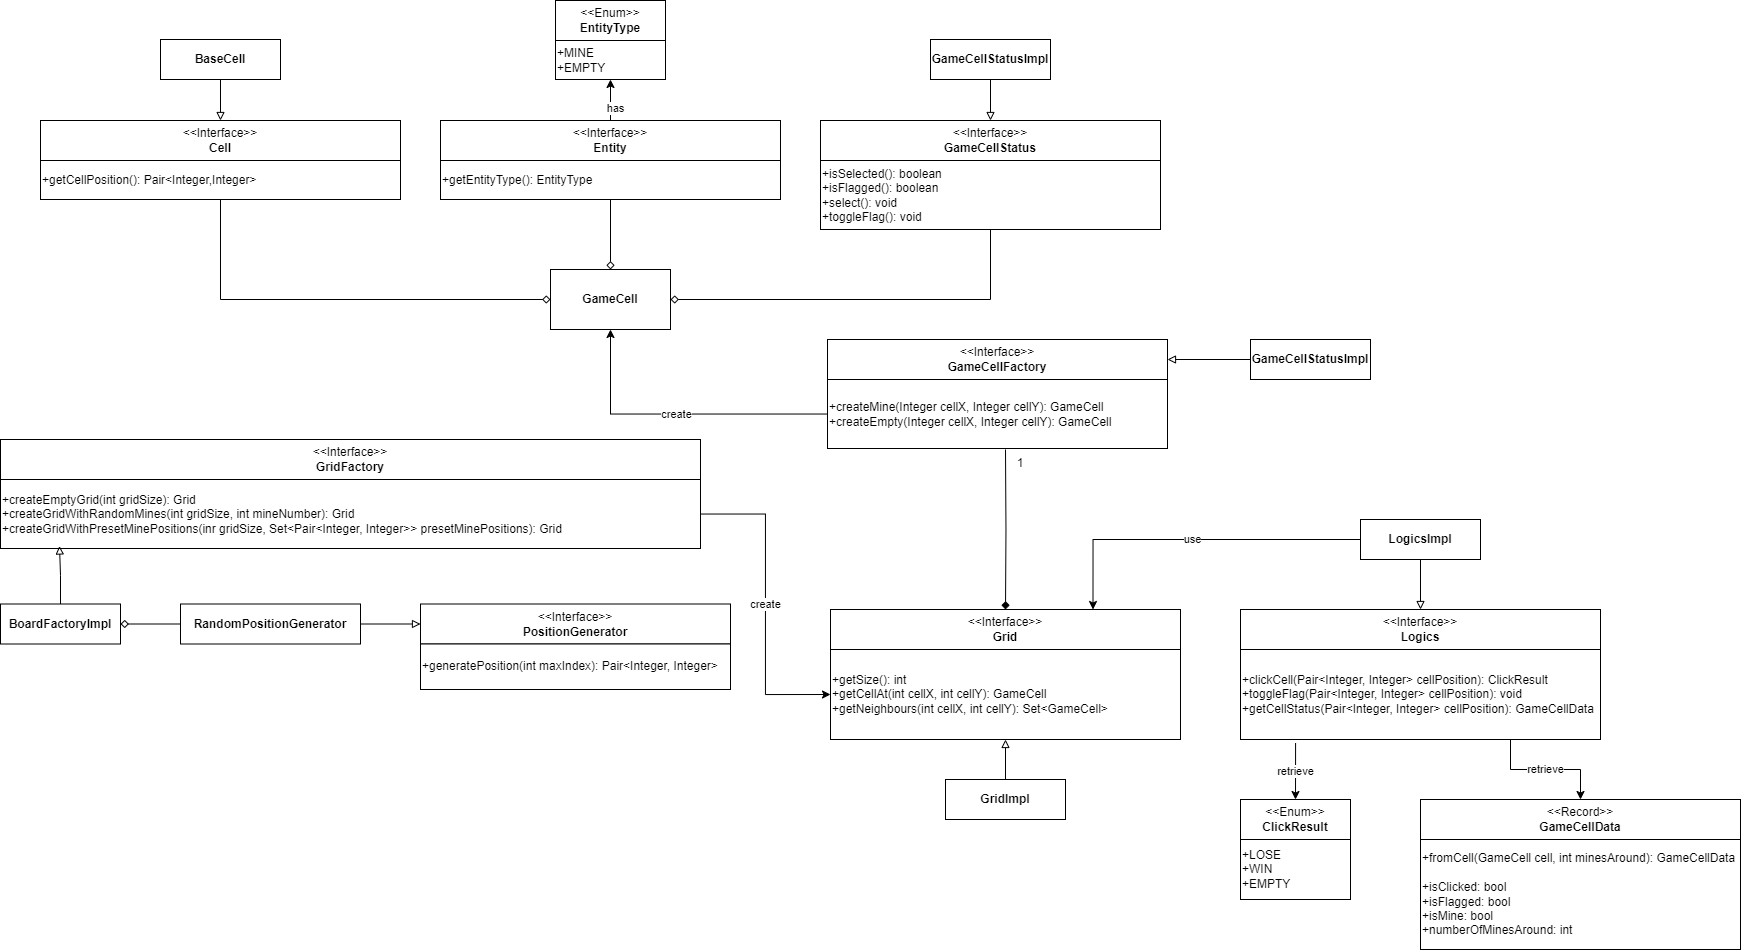 <<Enum>>
EntityType
+MINE
+EMPTY
BaseCell
GameCellStatusImpl
has
<<Interface>>
Cell
+getCellPosition(): Pair<Integer,Integer>
<<Interface>>
Entity
+getEntityType(): EntityType
<<Interface>>
GameCellStatus
+isSelected(): boolean
+isFlagged(): boolean
+select(): void
+toggleFlag(): void
GameCell
<<Interface>>
GameCellFactory
+createMine(Integer cellX, Integer cellY): GameCell
+createEmpty(Integer cellX, Integer cellY): GameCell
GameCellStatusImpl
create
1
<<Interface>>
GridFactory
+createEmptyGrid(int gridSize): Grid
+createGridWithRandomMines(int gridSize, int mineNumber): Grid
+createGridWithPresetMinePositions(inr gridSize, Set<Pair<Integer, Integer>> presetMinePositions): Grid
use
LogicsImpl
BoardFactoryImpl
RandomPositionGenerator
<<Interface>>
PositionGenerator
+generatePosition(int maxIndex): Pair<Integer, Integer>
create
<<Interface>>
Grid
+getSize(): int
+getCellAt(int cellX, int cellY): GameCell
+getNeighbours(int cellX, int cellY): Set<GameCell>
<<Interface>>
Logics
+clickCell(Pair<Integer, Integer> cellPosition): ClickResult
+toggleFlag(Pair<Integer, Integer> cellPosition): void
+getCellStatus(Pair<Integer, Integer> cellPosition): GameCellData
GridImpl
retrieve
retrieve
<<Enum>>
ClickResult
+LOSE
+WIN
+EMPTY
<<Record>>
GameCellData
+fromCell(GameCell cell, int minesAround): GameCellData
+isClicked: bool
+isFlagged: bool
+isMine: bool
+numberOfMinesAround: int